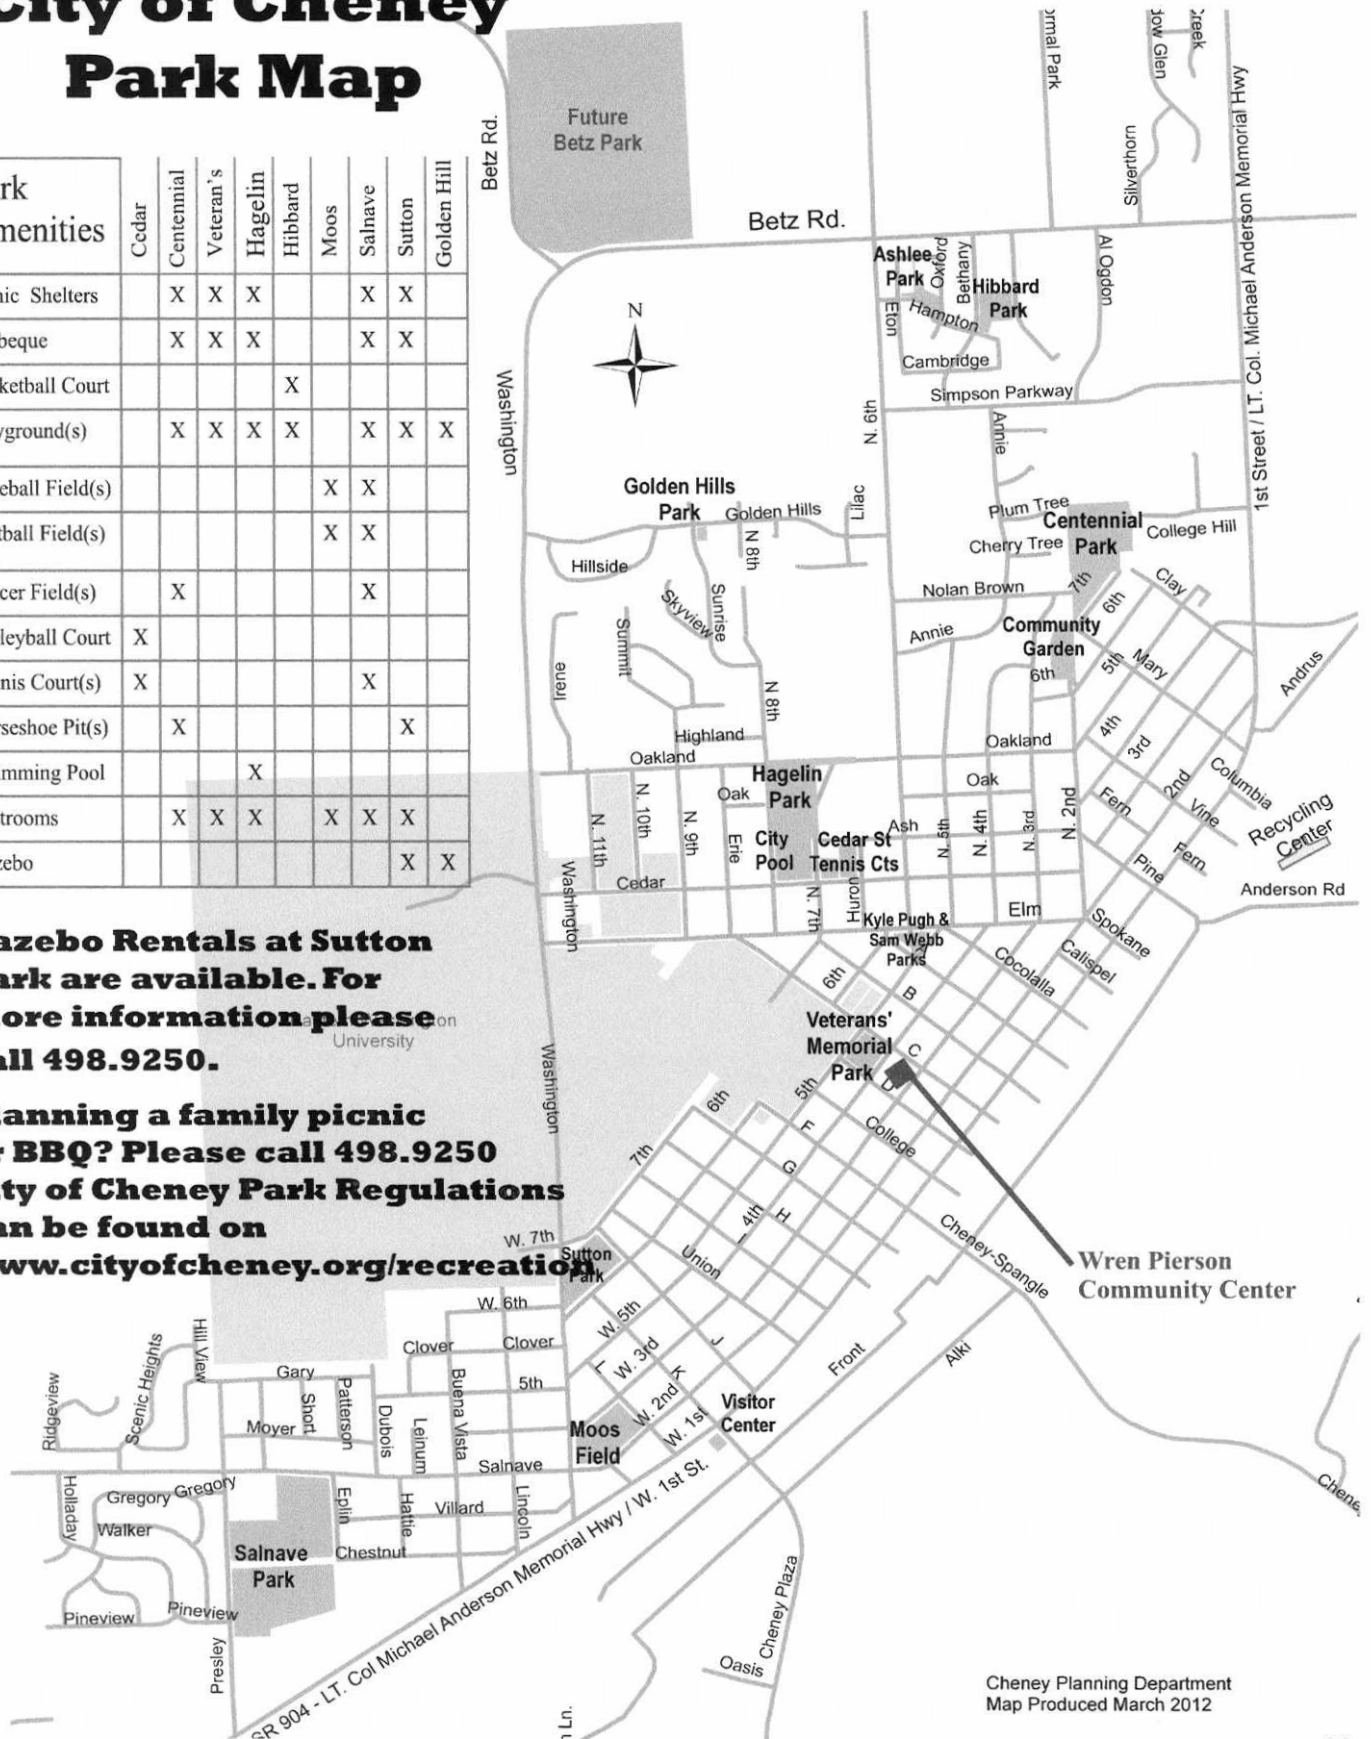 City of Cheney
Park Map
rk
menities
Cedar
Centennial
Veteran's
Hagelin
Hibbard
Moos
Salnave
Sutton
Golden Hill
nic Shelters X X X X X
beque X X X X X
ketball Court X
yground(s) X X X X X X X
eball Field(s) X X
tball Field(s) X X
cer Field(s) X X
leyball Court X
nis Court(s) X X
rseshoe Pit(s) X X
mming Pool X
trooms X X X X X X
zebo X X
azebo Rentals at Sutton
ark are available. For
ore information please
all 498.9250.
lanning a family picnic
r BBQ? Please call 498.9250
ity of Cheney Park Regulations
an be found on
ww.cityofcheney.org/recreation
University
Future
Betz Park
Betz Rd.
Betz Rd.
ormal Park
dow Glen
Creek
Silverthorn
1st Street / LT. Col. Michael Anderson Memorial Hwy
Ashlee
Park
Oxford
Bethany
Hibbard
Park
Al Ogdon
Eton
Hampton
Cambridge
Simpson Parkway
N
Washington
N. 6th
Annie
Golden Hills
Park
Golden Hills
Lilac
Plum Tree
Centennial
Park
College Hill
Cherry Tree
N 8th
Hillside
Skyview
Sunrise
Summit
Irene
Nolan Brown
7th
6th
Clay
Annie
Community
Garden
6th
5th
Mary
Andrus
N 8th
Highland
Oakland
Oakland
4th
3rd
2nd
Columbia
Hagelin
Park
Oak
Oak
Fern
Vine
Recycling
Center
N. 11th
N. 10th
N. 9th
Erie
City
Pool
Cedar St
Tennis Cts
Ash
N. 5th
N. 4th
N. 3rd
N. 2nd
Fern
Pine
Anderson Rd
Cedar
Washington
N. 7th
Huron
Kyle Pugh &
Sam Webb
Parks
Elm
Spokane
Calispel
Cocolalla
A
6th
B
Veterans'
Memorial
Park
C
D
5th
College
Washington
6th
F
G
7th
4th
H
I
Union
Cheney-Spangle
Wren Pierson
Community Center
W. 7th
Sutton
Park
W. 6th
W. 5th
Clover
Clover
J
L
W. 3rd
K
Front
Alki
Hill View
Scenic Heights
Ridgeview
Gary
Short
Patterson
Moyer
Dubois
Leinum
Buena Vista
5th
W. 2nd
W. 1st
Visitor
Center
Moos
Field
Salnave
Holladay
Gregory
Gregory
Walker
Eplin
Hattie
Villard
Lincoln
Salnave
Park
Chestnut
Pineview
Pineview
Presley
SR 904 - LT. Col Michael Anderson Memorial Hwy / W. 1st St.
Cheney Plaza
Oasis
n Ln.
Chene
Cheney Planning Department
Map Produced March 2012